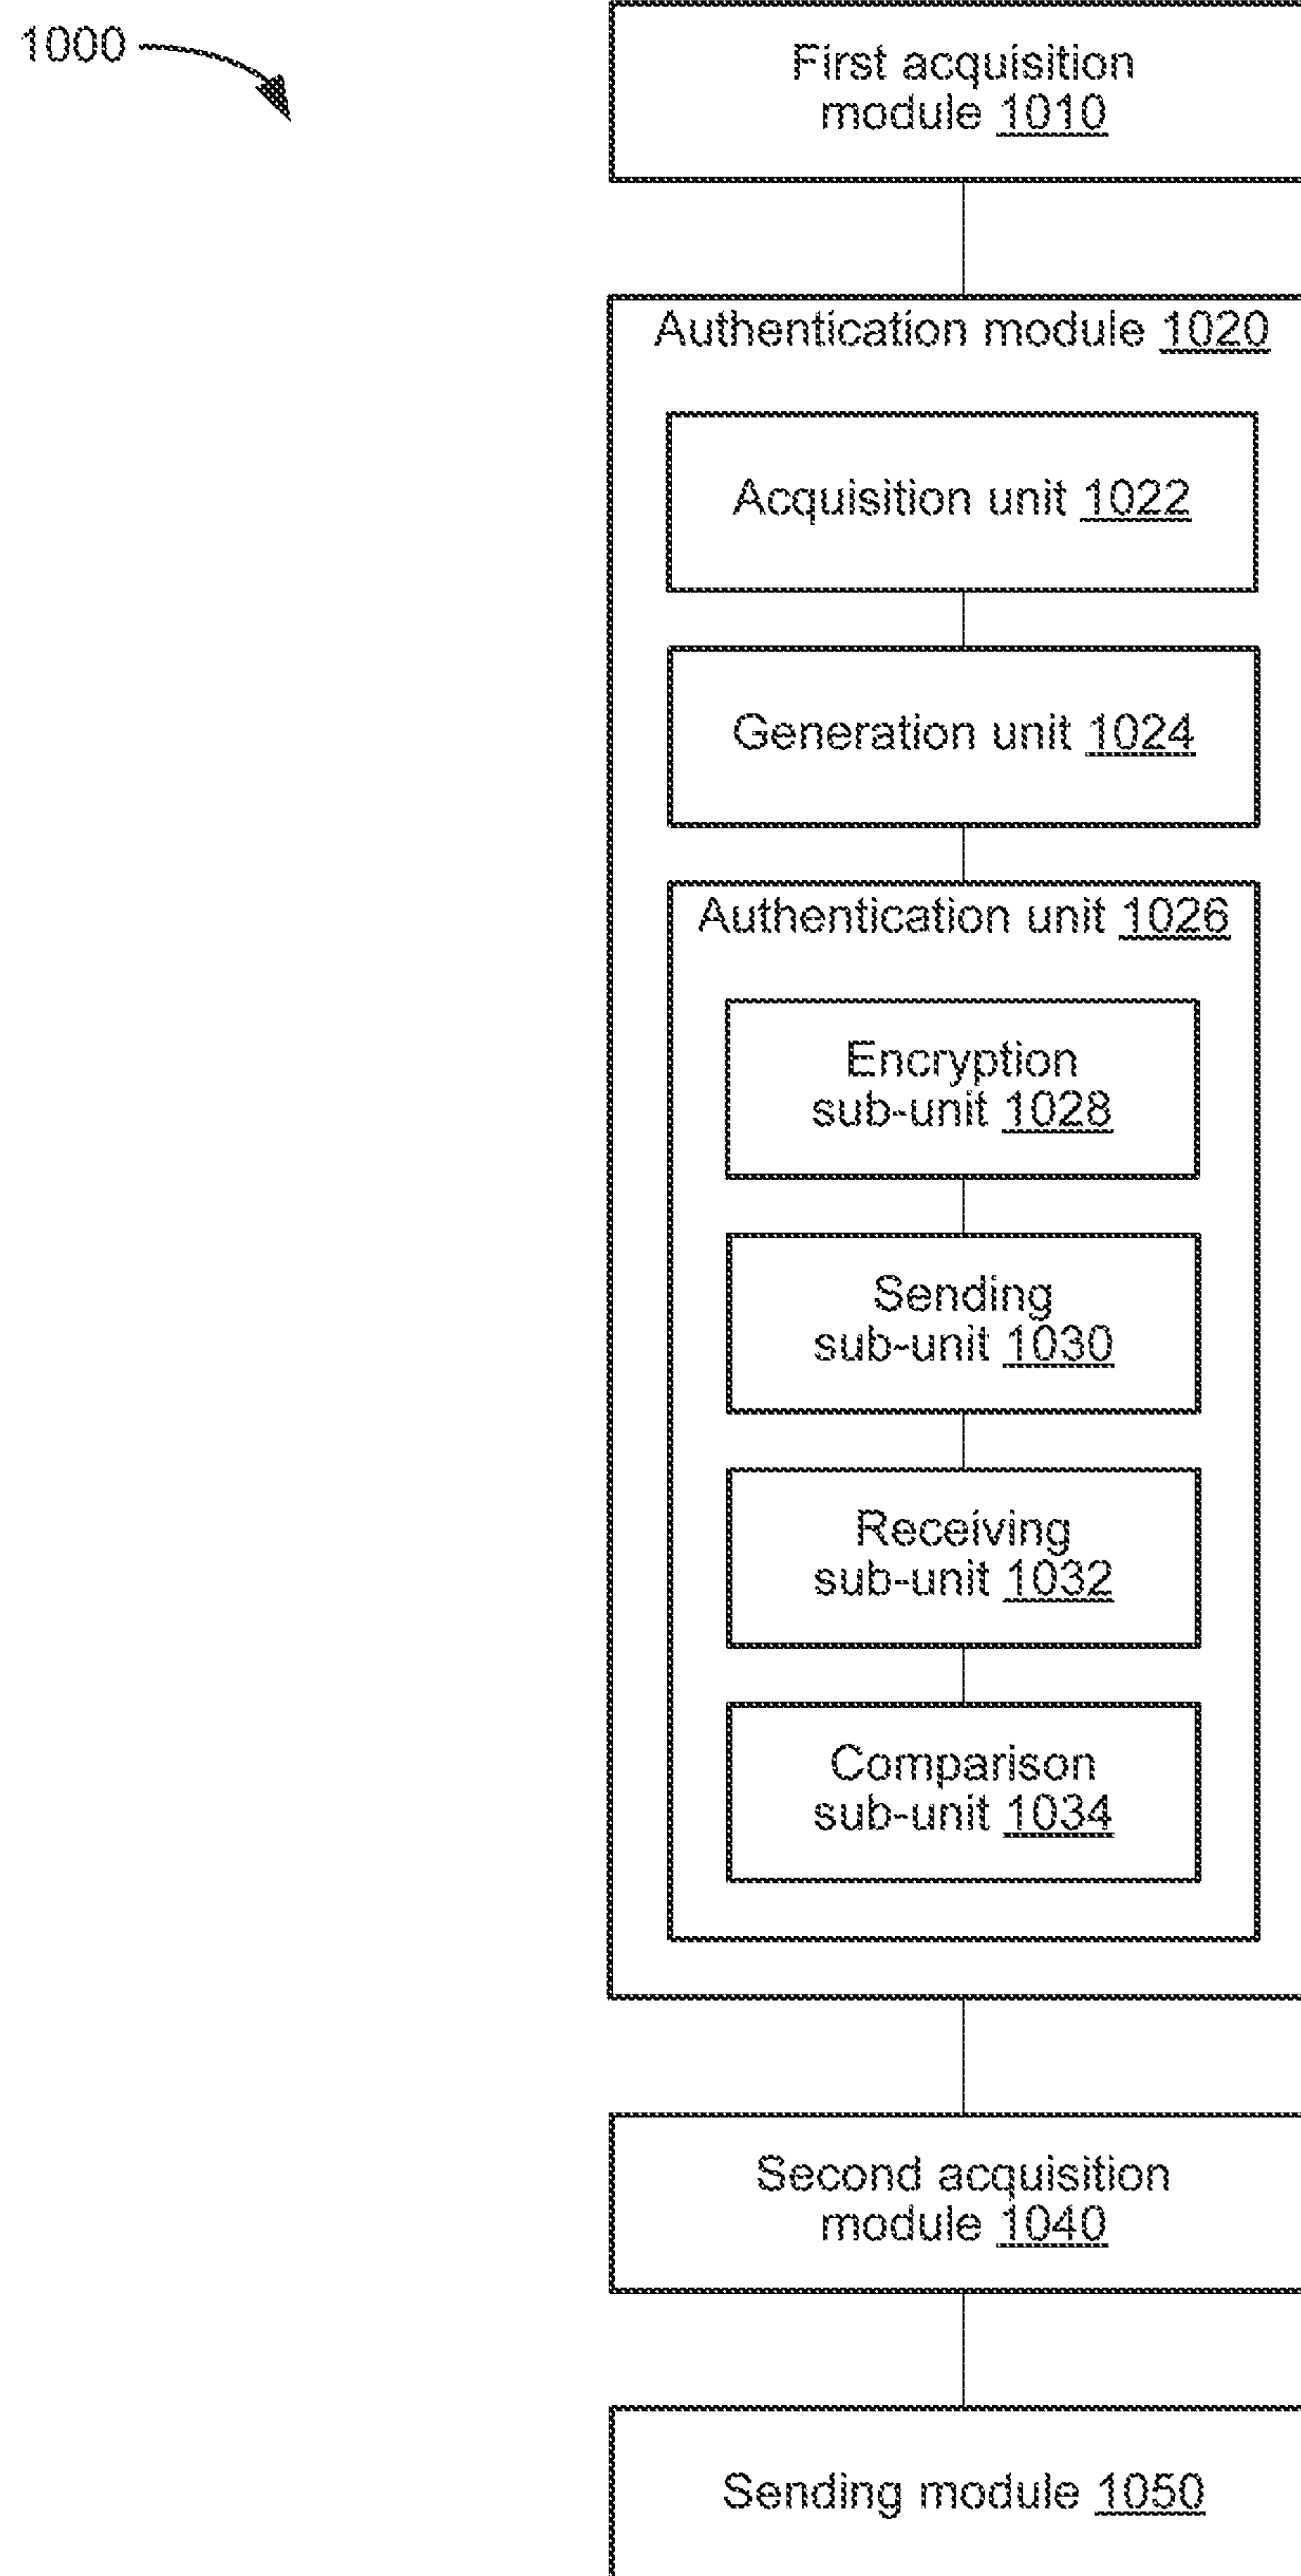 1000
First acquisition
module 1010
Authentication module 1020
Acquisition unit 1022
Generation unit 1024
Authentication unit 1026
Encryption
sub-unit 1028
Sending
sub-unit 1030
Receiving
sub-unit 1032
Comparison
sub-unit 1034
Second acquisition
module 1040
Sending module 1050